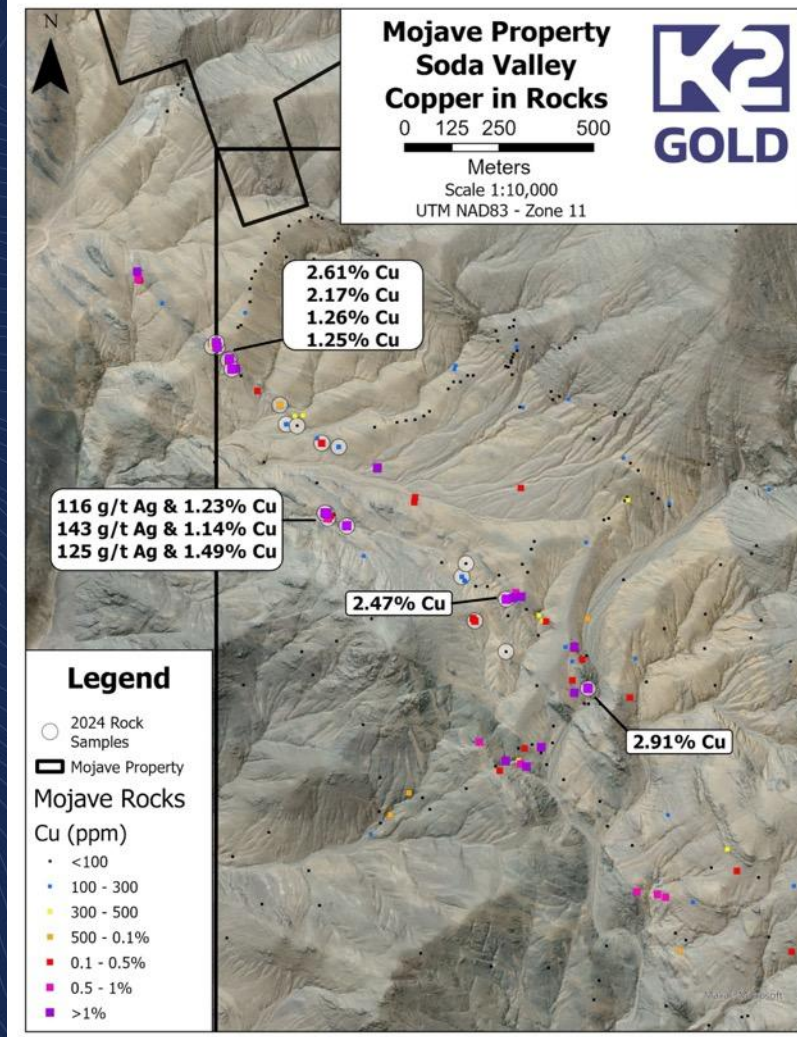 N
Mojave Property
Soda Valley
Copper in Rocks
0 125 250 500
Meters
Scale 1:10,000
UTM NAD83 - Zone 11
K2
GOLD
2.61% Cu
2.17% Cu
1.26% Cu
1.25% Cu
116 g/t Ag & 1.23% Cu
143 g/t Ag & 1.14% Cu
125 g/t Ag & 1.49% Cu
2.47% Cu
2.91% Cu
Legend
2024 Rock
Samples
Mojave Property
Mojave Rocks
Cu (ppm)
<100
100 - 300
300 - 500
500 - 0.1%
0.1 - 0.5%
0.5 - 1%
>1%